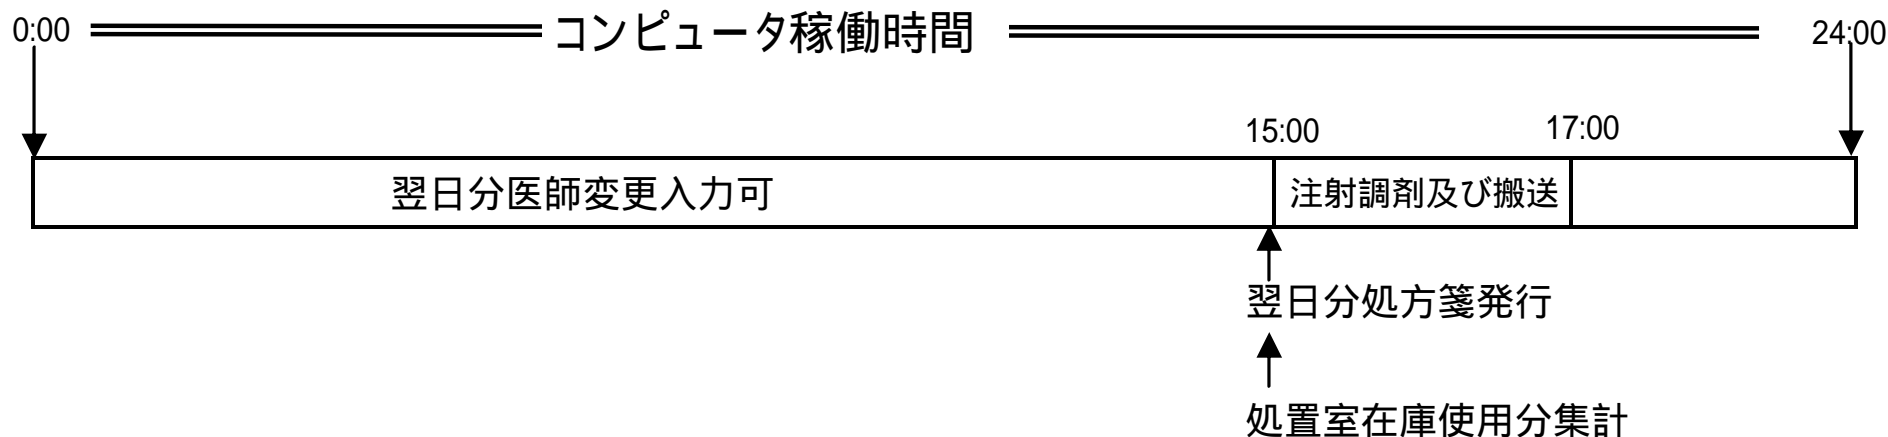 0:00 コンピュータ稼働時間 24:00
15:00 17:00
翌日分医師変更入力可 注射調剤及び搬送
翌日分処方箋発行
処置室在庫使用分集計